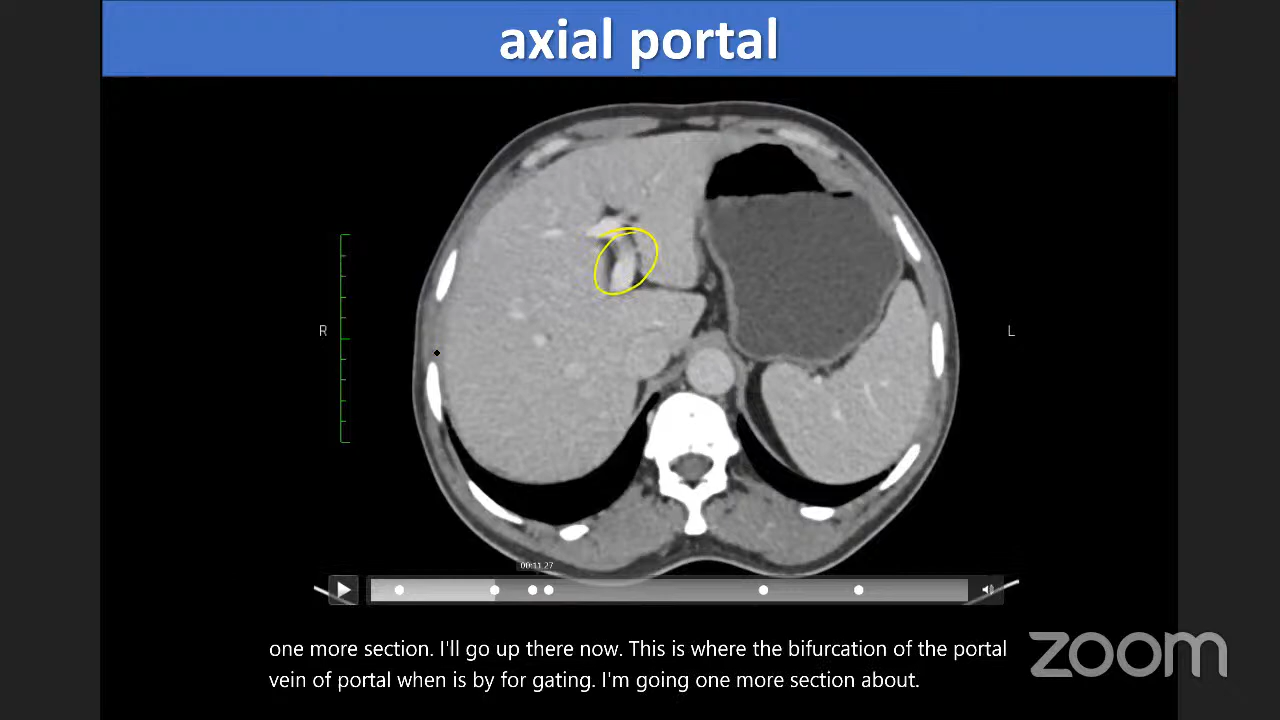 axial portal
R
L
00:11.27
one more section. I'll go up there now. This is where the bifurcation of the portal
vein of portal when is by for gating. I'm going one more section about.
zoom